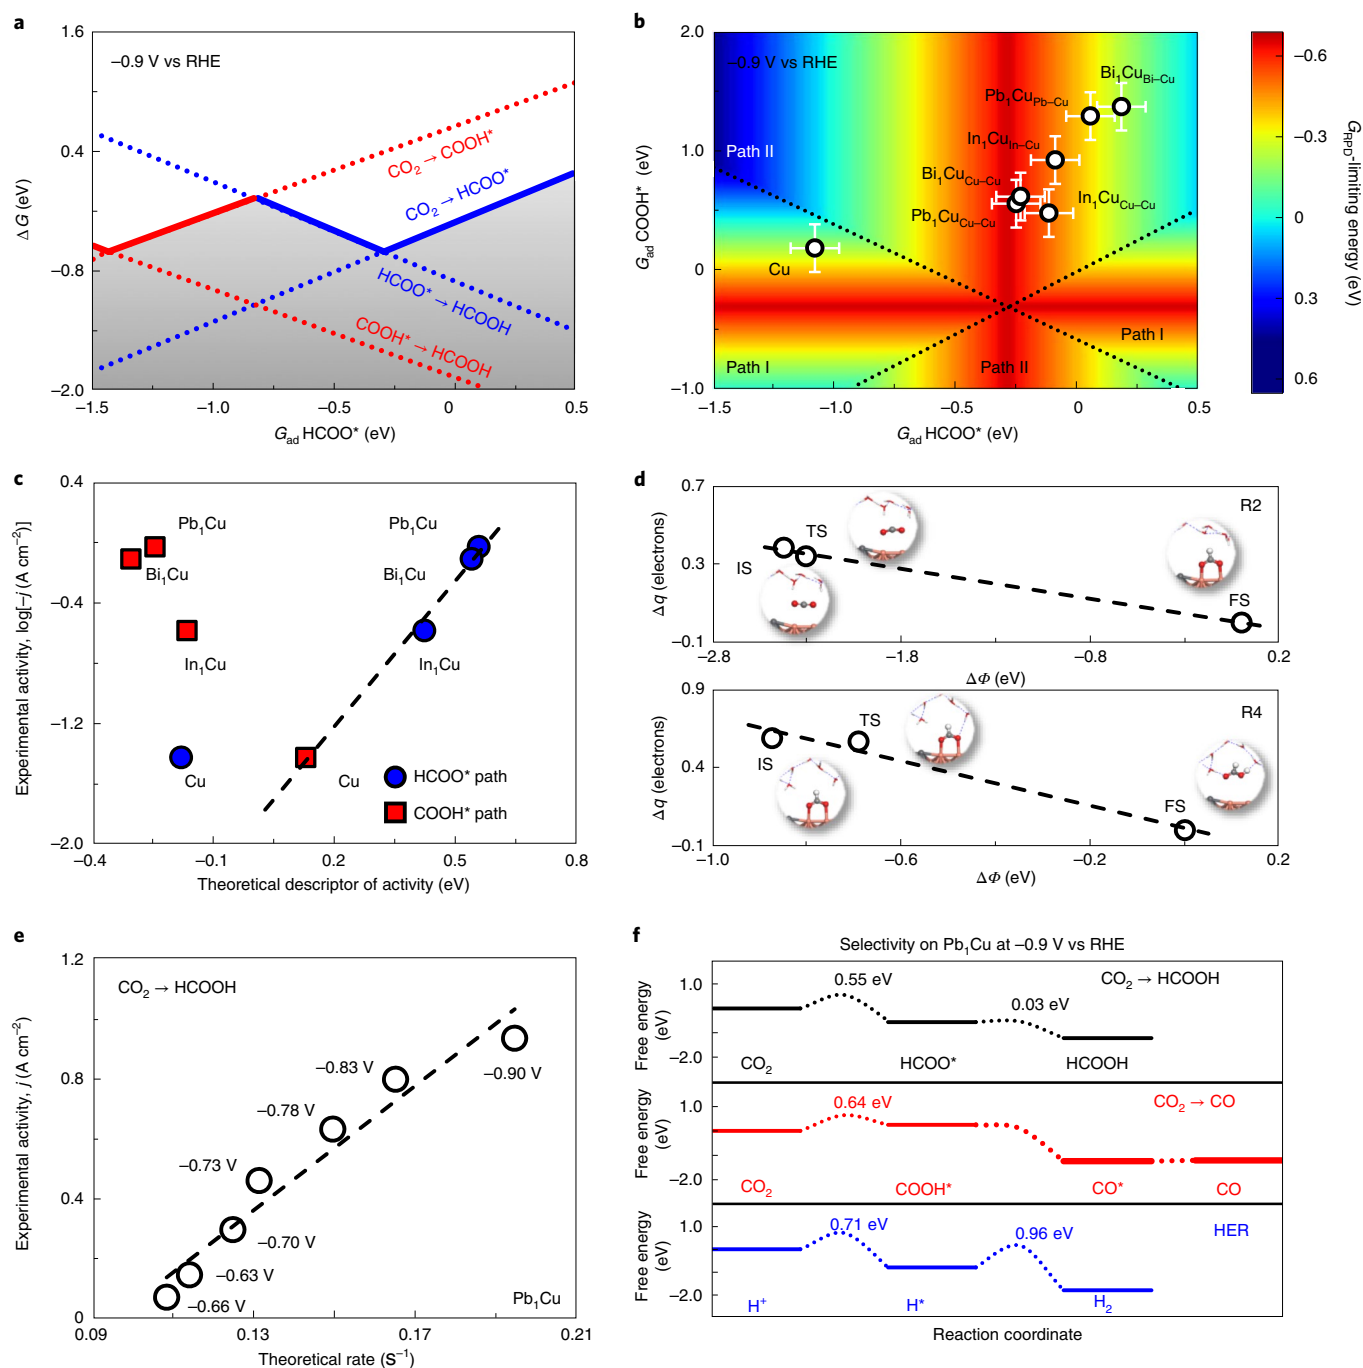 a
1.6
0.4
−0.8
−2.0
ΔG (eV)
−0.9 V vs RHE
CO₂ → COOH*
CO₂ → HCOO*
HCOO* → HCOOH
COOH* → HCOOH
−1.5 −1.0 −0.5 0 0.5
G_ad HCOO* (eV)
b
2.0
1.0
0
−1.0
G_ad COOH* (eV)
−0.9 V vs RHE
Bi₁Cu_Bi–Cu
Pb₁Cu_Pb–Cu
In₁Cu_In–Cu
Path II
Bi₁Cu_Cu–Cu
In₁Cu_Cu–Cu
Pb₁Cu_Cu–Cu
Cu
Path I
Path I
Path II
−1.5 −1.0 −0.5 0 0.5
G_ad HCOO* (eV)
−0.6
−0.3
0
0.3
0.6
G_RPD-limiting energy (eV)
c
0.4
−0.4
−1.2
−2.0
Experimental activity, log[−j (A cm⁻²)]
Pb₁Cu
Pb₁Cu
Bi₁Cu
Bi₁Cu
In₁Cu
In₁Cu
Cu
Cu
HCOO* path
COOH* path
−0.4 −0.1 0.2 0.5 0.8
Theoretical descriptor of activity (eV)
d
0.7
0.3
−0.1
Δq (electrons)
R2
TS
IS
FS
−2.8 −1.8 −0.8 0.2
ΔΦ (eV)
0.9
0.4
−0.1
Δq (electrons)
R4
TS
IS
FS
−1.0 −0.6 −0.2 0.2
ΔΦ (eV)
e
1.2
0.8
0.4
0
Experimental activity, j (A cm⁻²)
CO₂ → HCOOH
−0.83 V
−0.90 V
−0.78 V
−0.73 V
−0.70 V
−0.63 V
−0.66 V
Pb₁Cu
0.09 0.13 0.17 0.21
Theoretical rate (S⁻¹)
f
Selectivity on Pb₁Cu at −0.9 V vs RHE
1.0
−2.0
Free energy
(eV)
0.55 eV
CO₂ → HCOOH
0.03 eV
CO₂ HCOO* HCOOH
1.0
−2.0
Free energy
(eV)
0.64 eV
CO₂ → CO
CO₂ COOH* CO* CO
1.0
−2.0
Free energy
(eV)
0.71 eV
0.96 eV
HER
H⁺ H* H₂
Reaction coordinate